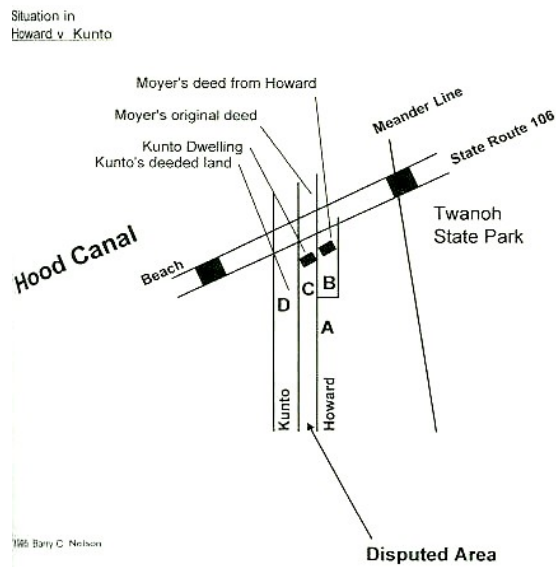 Situation in
Howard v Kunto
Moyer's deed from Howard
Moyer's original deed
Kunto Dwelling
Kunto's deeded land
Meander Line
State Route 106
Twanoh
State Park
Hood Canal
Beach
D
C
B
A
Kunto
Howard
Disputed Area
Barry C Nelson